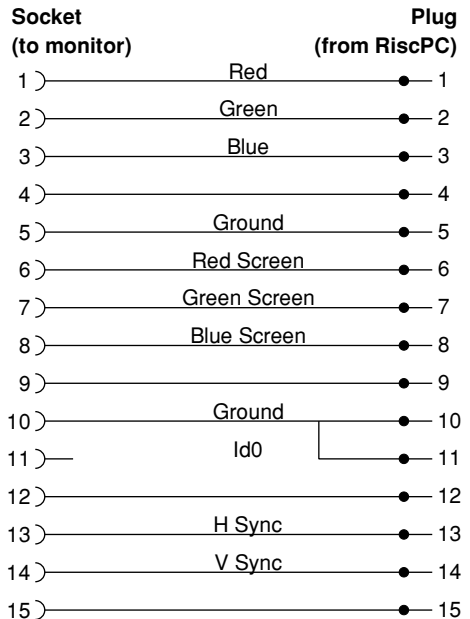 Socket Plug
(to monitor) (from RiscPC)
1 Red 1
2 Green 2
3 Blue 3
4 4
5 Ground 5
6 Red Screen 6
7 Green Screen 7
8 Blue Screen 8
9 9
10 Ground 10
11 Id0 11
12 12
13 H Sync 13
14 V Sync 14
15 15